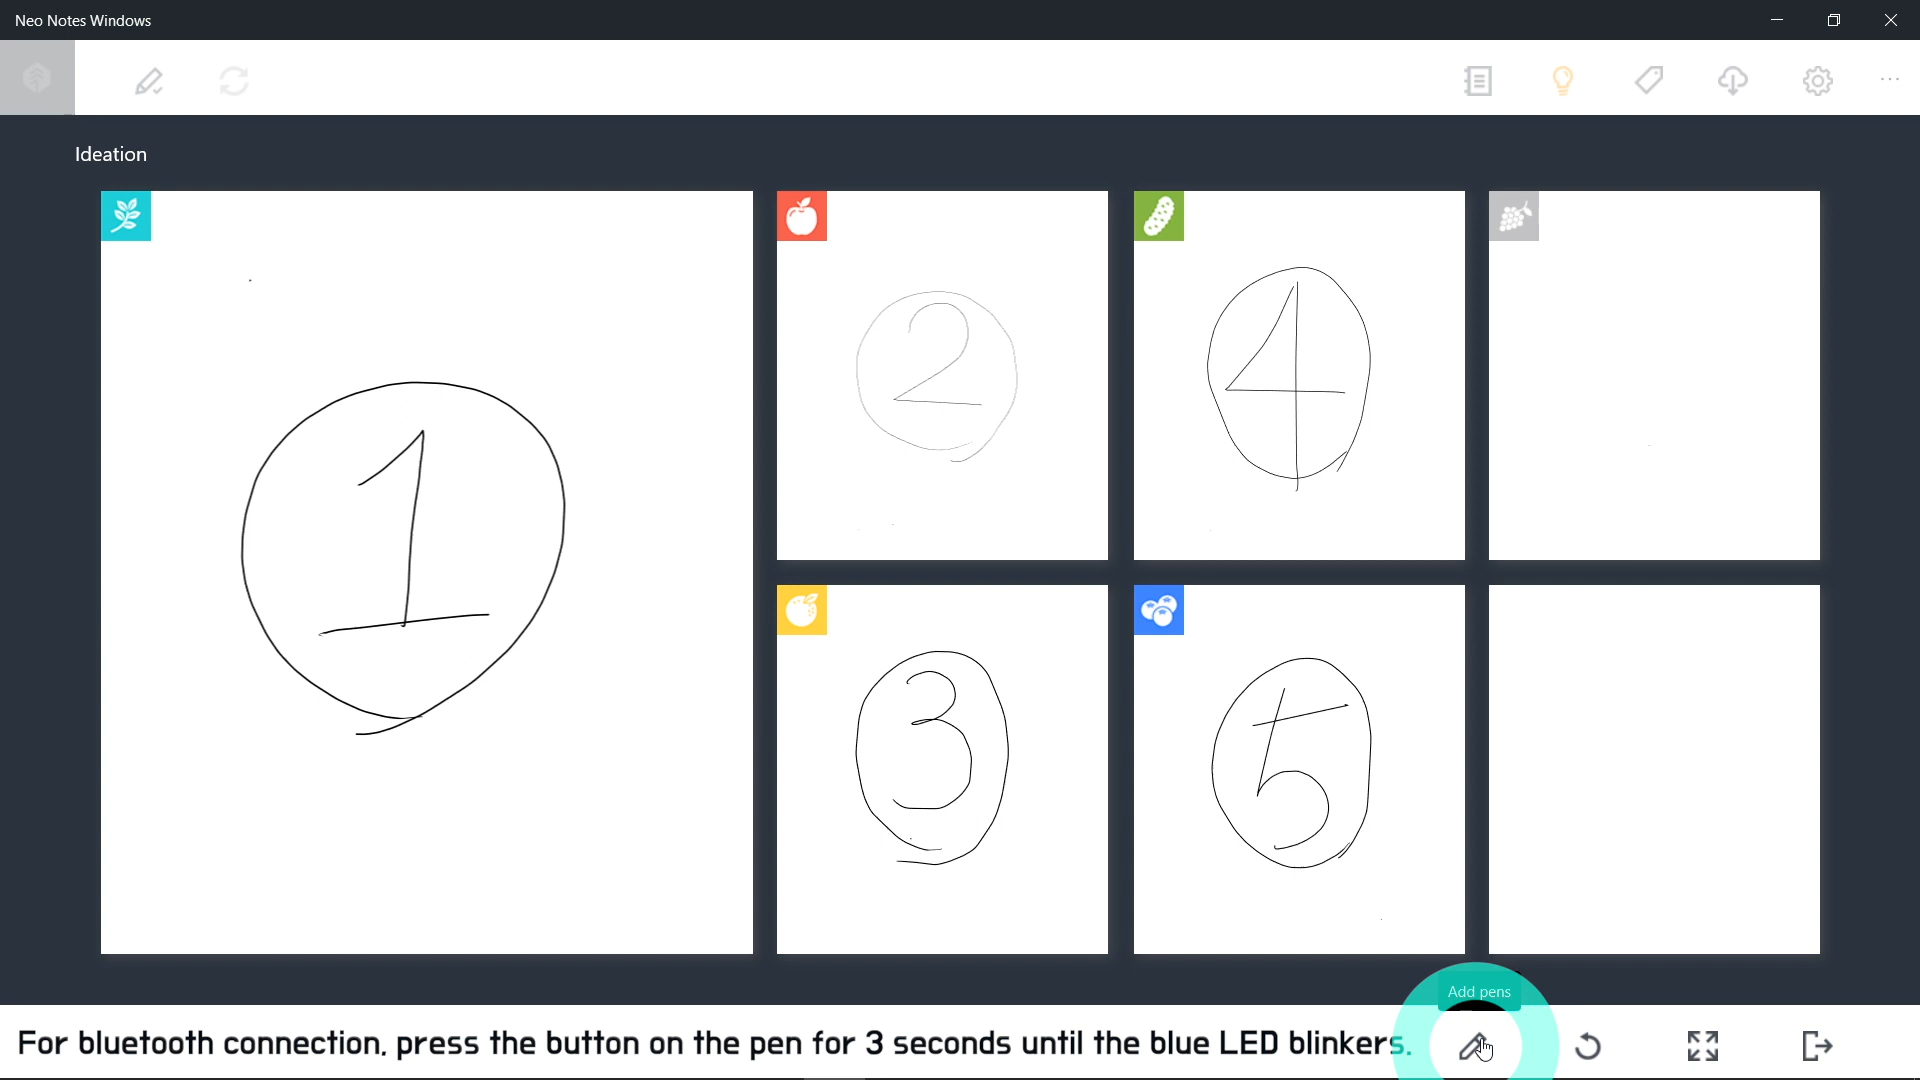 Neo Notes Windows
Ideation
1
2
4
3
5
Add pens
For bluetooth connection, press the button on the pen for 3 seconds until the blue LED blinkers.